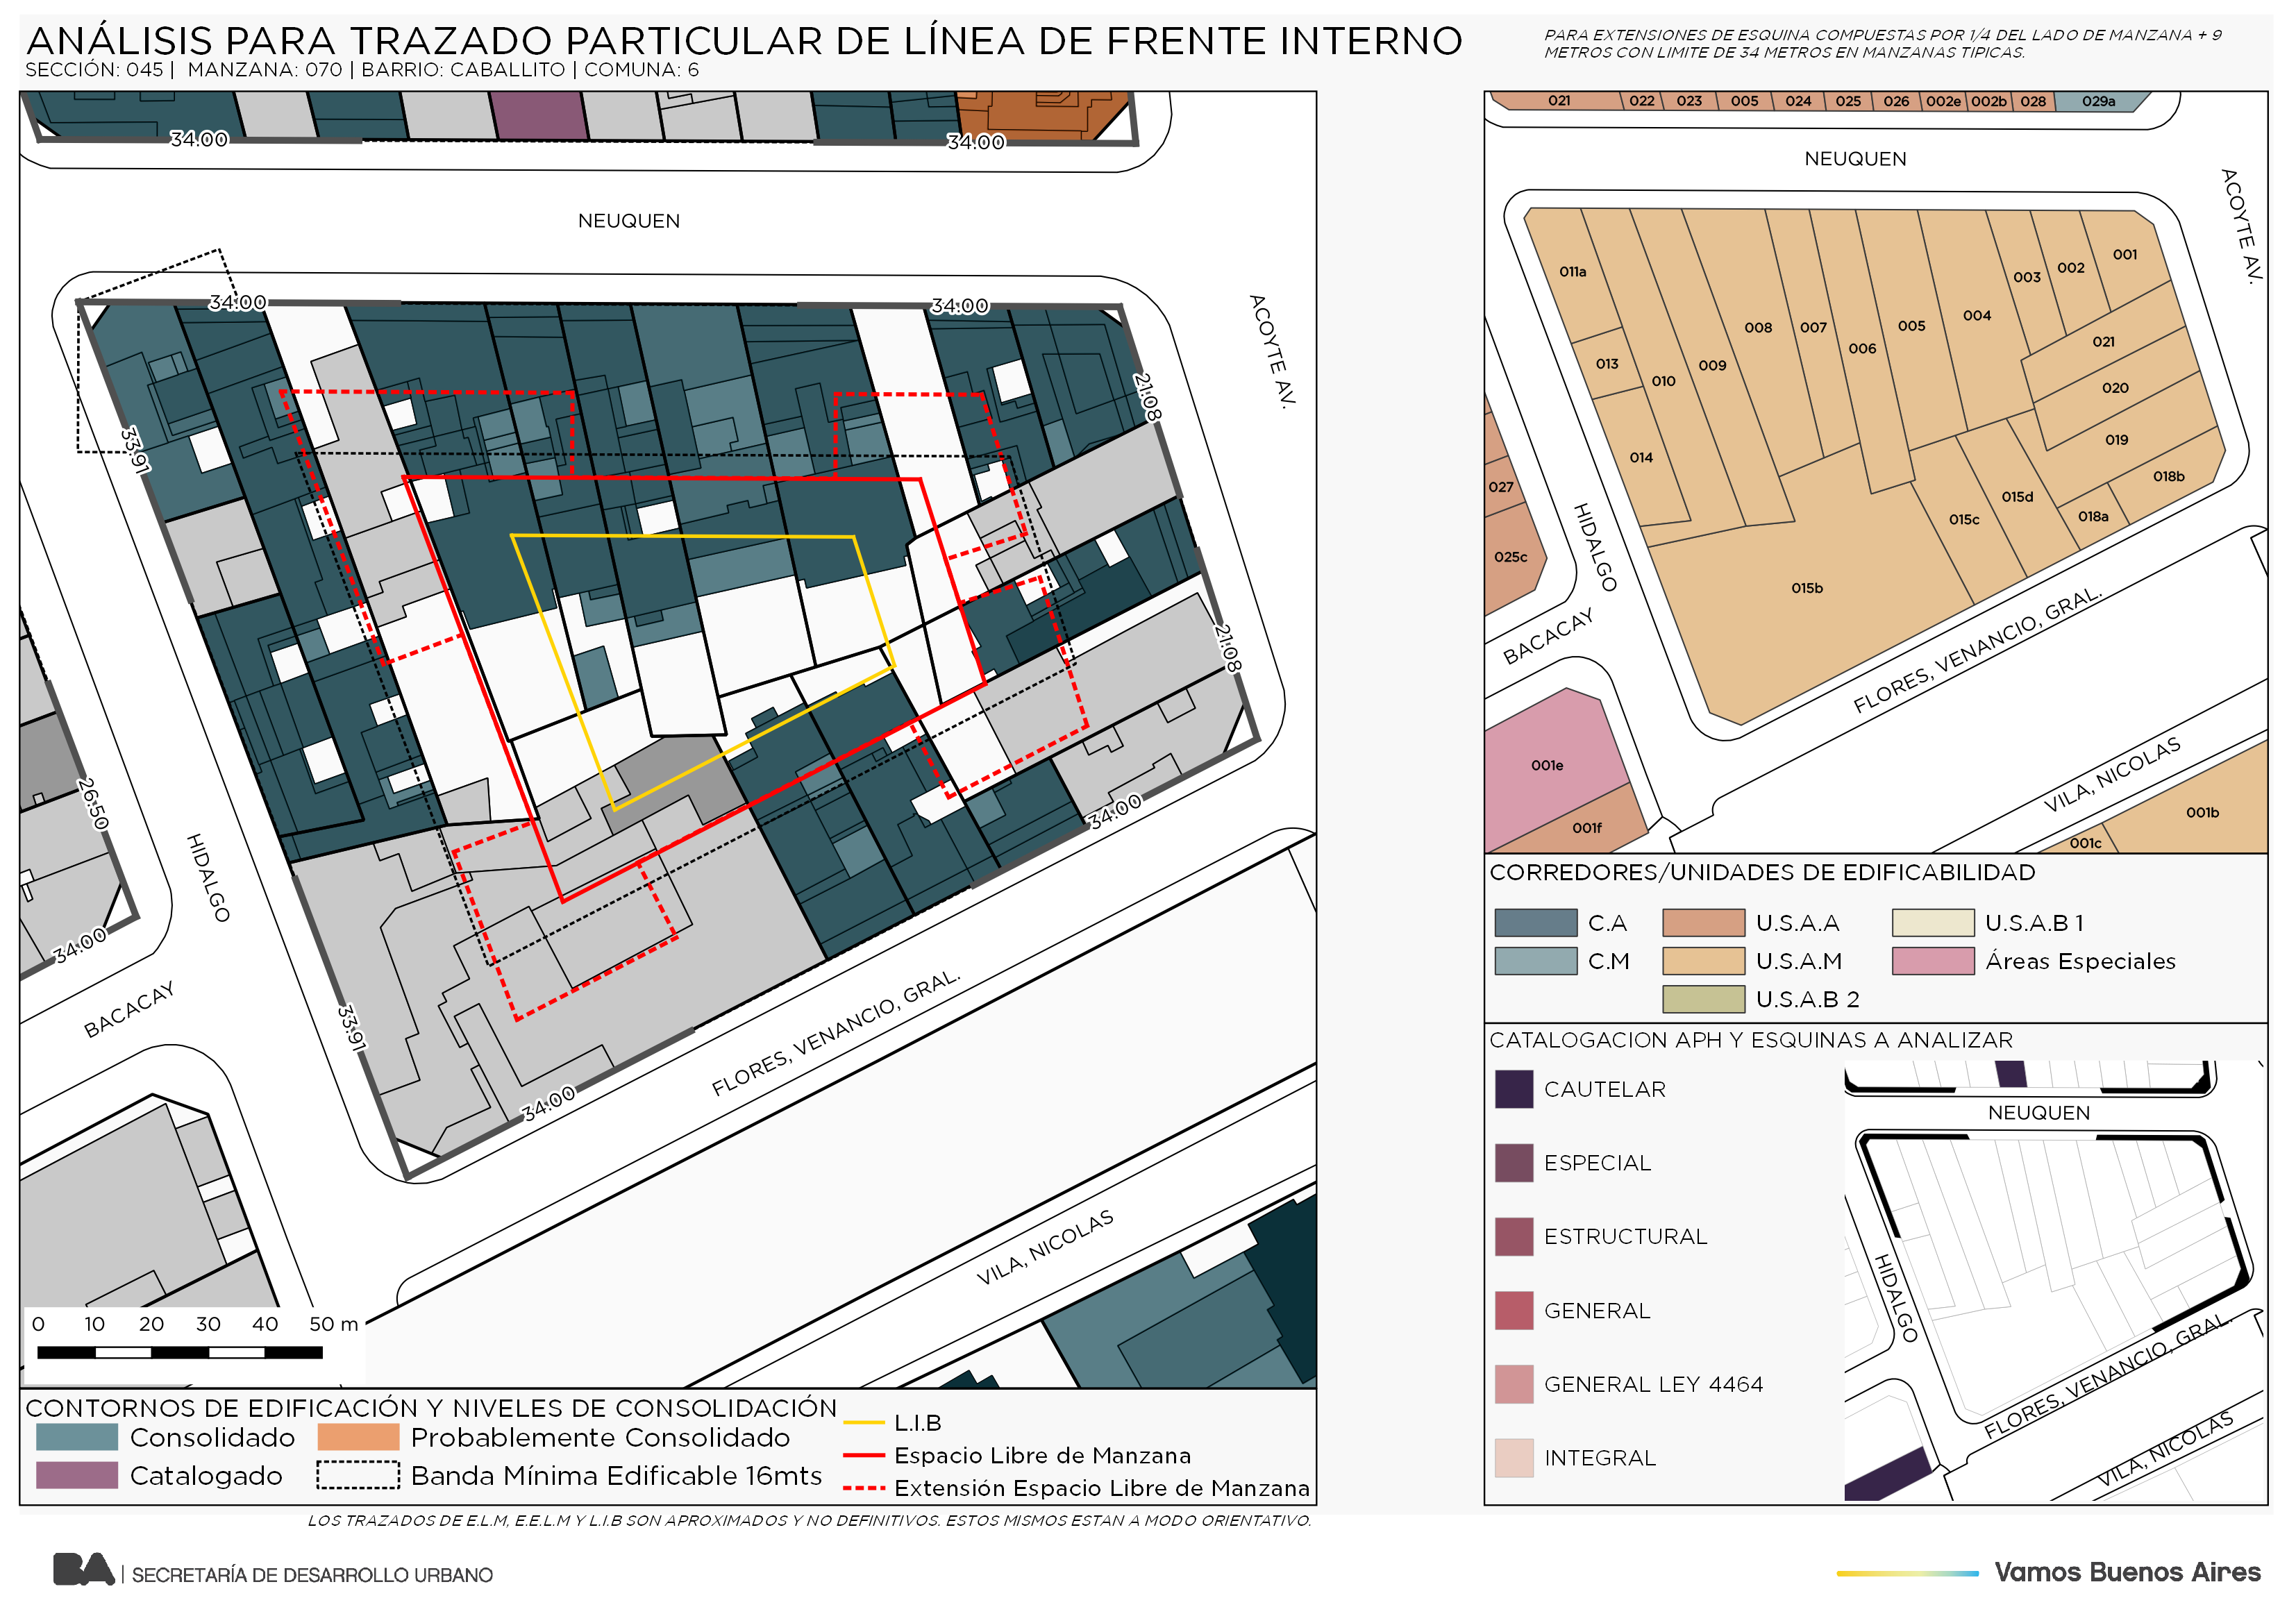 ANÁLISIS PARA TRAZADO PARTICULAR DE LÍNEA DE FRENTE INTERNO
SECCIÓN: 045 | MANZANA: 070 | BARRIO: CABALLITO | COMUNA: 6
PARA EXTENSIONES DE ESQUINA COMPUESTAS POR 1/4 DEL LADO DE MANZANA + 9
METROS CON LIMITE DE 34 METROS EN MANZANAS TIPICAS.
34.00
34.00
NEUQUEN
34.00
34.00
ACOYTE AV.
21.08
33.91
21.08
26.50
HIDALGO
34.00
34.00
BACACAY
33.91
FLORES, VENANCIO, GRAL.
34.00
VILA, NICOLAS
0 10 20 30 40 50 m
CONTORNOS DE EDIFICACIÓN Y NIVELES DE CONSOLIDACIÓN
Consolidado
Probablemente Consolidado
Catalogado
Banda Mínima Edificable 16mts
L.I.B
Espacio Libre de Manzana
Extensión Espacio Libre de Manzana
LOS TRAZADOS DE E.L.M, E.E.L.M Y L.I.B SON APROXIMADOS Y NO DEFINITIVOS. ESTOS MISMOS ESTAN A MODO ORIENTATIVO.
021 022 023 005 024 025 026 002e 002b 028 029a
NEUQUEN
ACOYTE AV.
011a
001
002
003
004
005
008
007
006
021
013
009
010
020
019
014
018b
027
015d
018a
015c
025c
HIDALGO
015b
BACACAY
FLORES, VENANCIO, GRAL.
001e
VILA, NICOLAS
001f
001b
001c
CORREDORES/UNIDADES DE EDIFICABILIDAD
C.A
U.S.A.A
U.S.A.B 1
C.M
U.S.A.M
Áreas Especiales
U.S.A.B 2
CATALOGACION APH Y ESQUINAS A ANALIZAR
CAUTELAR
ESPECIAL
ESTRUCTURAL
GENERAL
GENERAL LEY 4464
INTEGRAL
NEUQUEN
HIDALGO
FLORES, VENANCIO, GRAL.
VILA, NICOLAS
BA | SECRETARÍA DE DESARROLLO URBANO
Vamos Buenos Aires